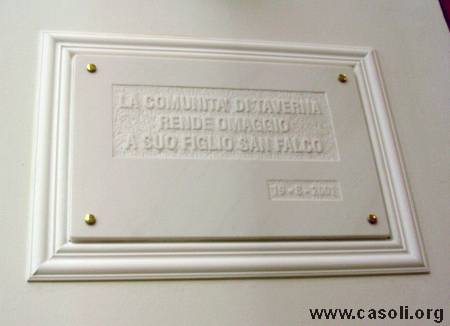 LA COMUNITA' DI TAVERNA
RENDE OMAGGIO
A SUO FIGLIO SAN FALCO
www.casoli.org